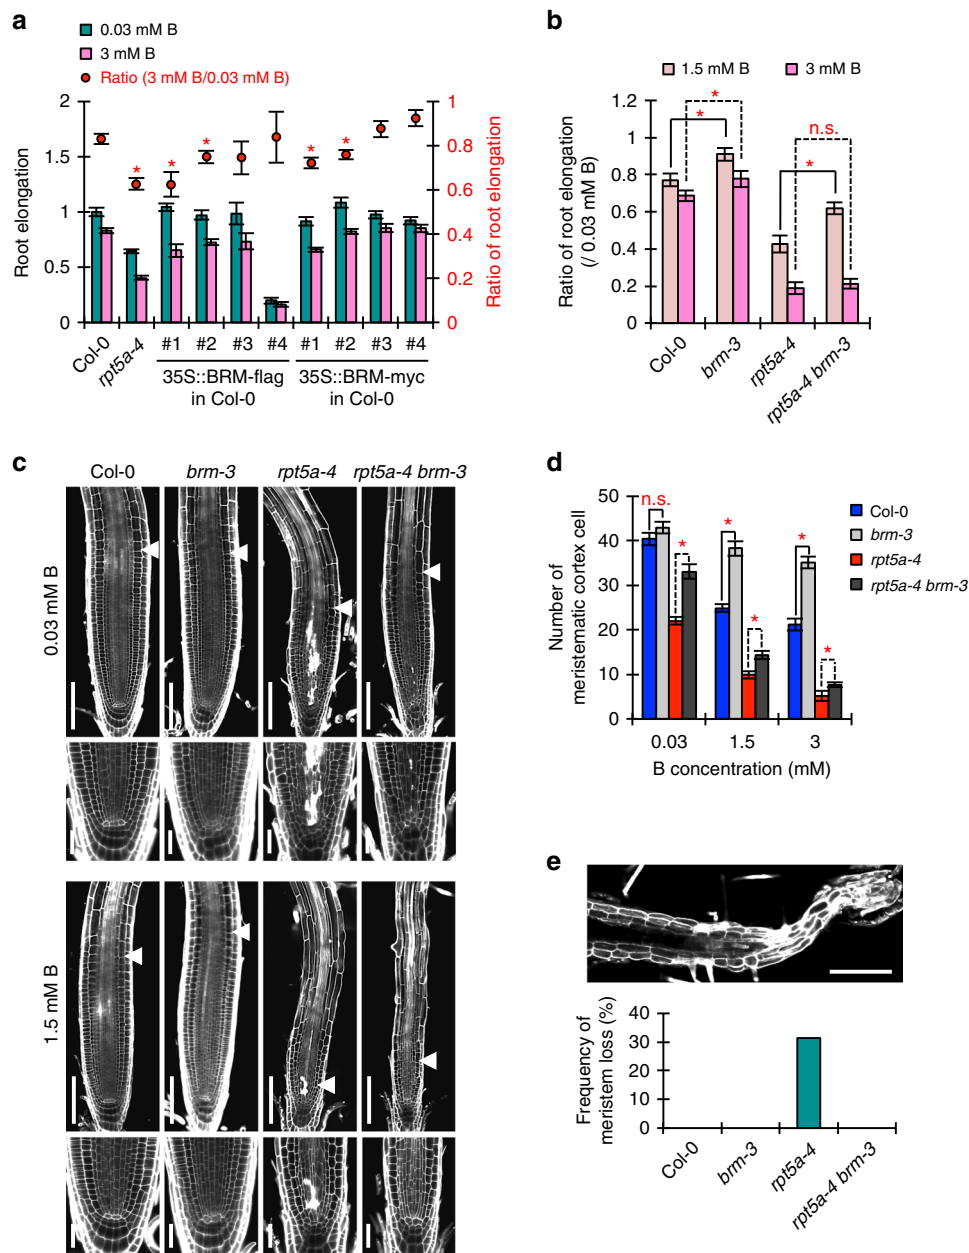 a
0.03 mM B
3 mM B
Ratio (3 mM B/0.03 mM B)
Root elongation
2
1.5
1
0.5
0
Ratio of root elongation
1
0.8
0.6
0.4
0.2
0
* * * * *
Col-0
rpt5a-4
#1 #2 #3 #4
35S::BRM-flag
in Col-0
#1 #2 #3 #4
35S::BRM-myc
in Col-0
b
1.5 mM B
3 mM B
Ratio of root elongation
(/ 0.03 mM B)
1.2
1
0.8
0.6
0.4
0.2
0
*
*
n.s.
*
Col-0
brm-3
rpt5a-4
rpt5a-4 brm-3
c
Col-0 brm-3 rpt5a-4 rpt5a-4 brm-3
0.03 mM B
1.5 mM B
d
Number of
meristematic cortex cell
50
40
30
20
10
0
n.s.
*
*
*
*
*
Col-0
brm-3
rpt5a-4
rpt5a-4 brm-3
0.03 1.5 3
B concentration (mM)
e
Frequency of
meristem loss (%)
40
30
20
10
0
Col-0
brm-3
rpt5a-4
rpt5a-4 brm-3